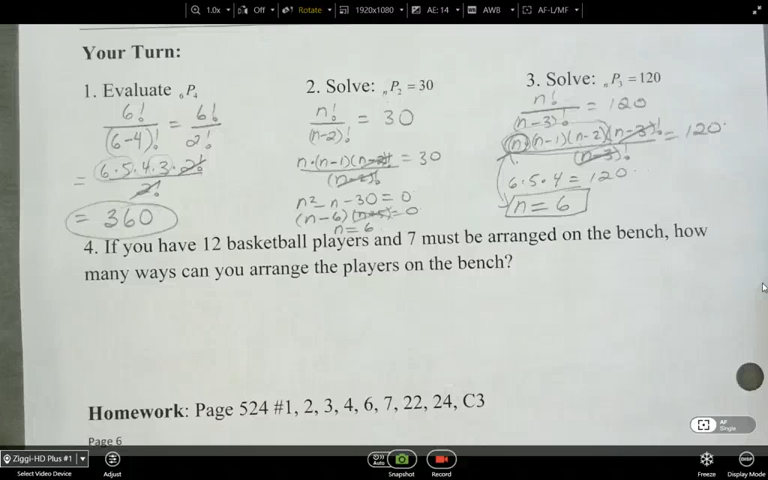 1.0x Off Rotate 1920x1080 AE: 14 AWB AF-L/MF
Your Turn:
1. Evaluate ₆P₄
6! / (6-4)! = 6! / 2!
= 6·5·4·3·2! / 2!
= 360
2. Solve: ₙP₂ = 30
n! / (n-2)! = 30
n·(n-1)(n-2)! / (n-2)! = 30
n² - n - 30 = 0
(n-6)(n+5) = 0
n = 6
3. Solve: ₙP₃ = 120
n! / (n-3)! = 120
n(n-1)(n-2)(n-3)! / (n-3)! = 120
6·5·4 = 120
n = 6
4. If you have 12 basketball players and 7 must be arranged on the bench, how
many ways can you arrange the players on the bench?
Homework: Page 524 #1, 2, 3, 4, 6, 7, 22, 24, C3
Page 6
AF
Single
Ziggi-HD Plus #1
Select Video Device
Adjust
Auto
Snapshot
Record
Freeze
DISP
Display Mode